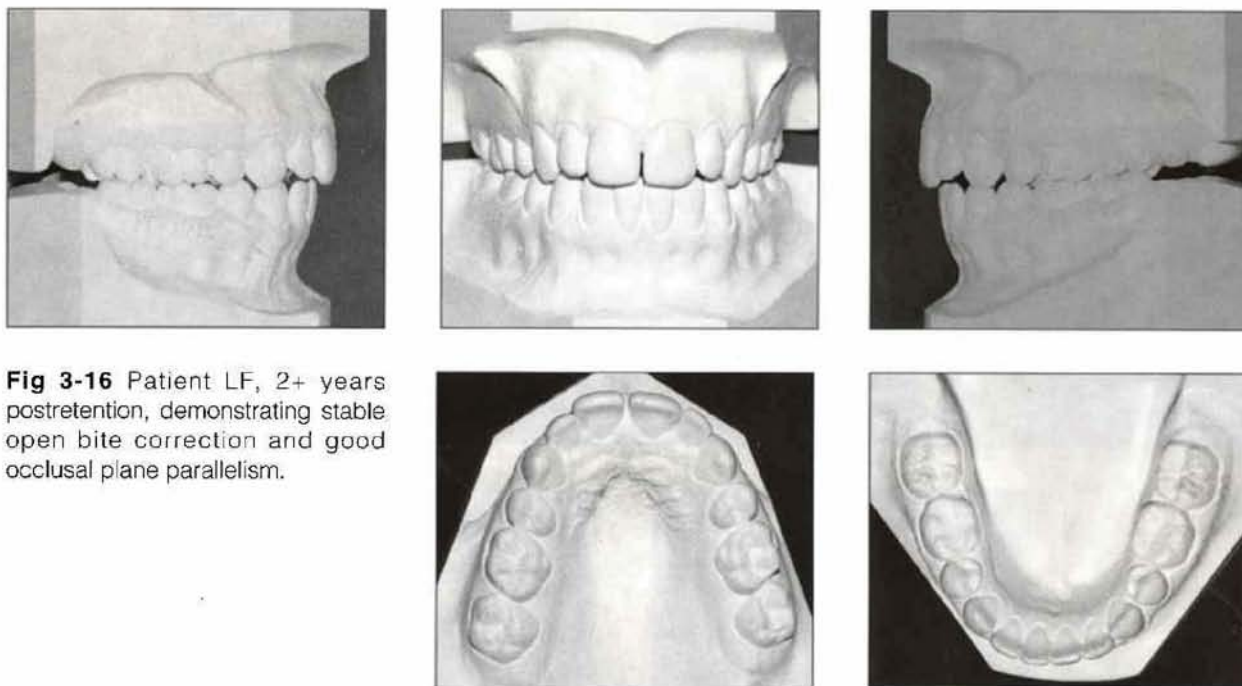 Fig 3-16 Patient LF, 2+ years
postretention, demonstrating stable
open bite correction and good
occlusal plane parallelism.